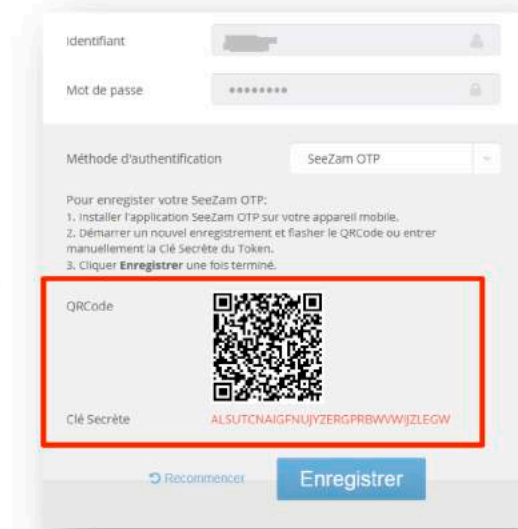 Identifiant
Mot de passe ********
Méthode d'authentification SeeZam OTP
Pour enregister votre SeeZam OTP:
1. Installer l'application SeeZam OTP sur votre appareil mobile.
2. Démarrer un nouvel enregistrement et flasher le QRCode ou entrer
manuellement la Clé Secrète du Token.
3. Cliquer Enregistrer une fois terminé.
QRCode
Clé Secrète ALSUTCNAIGFNUJYZERGPRBWVWIJZLEGW
Recommencer Enregistrer